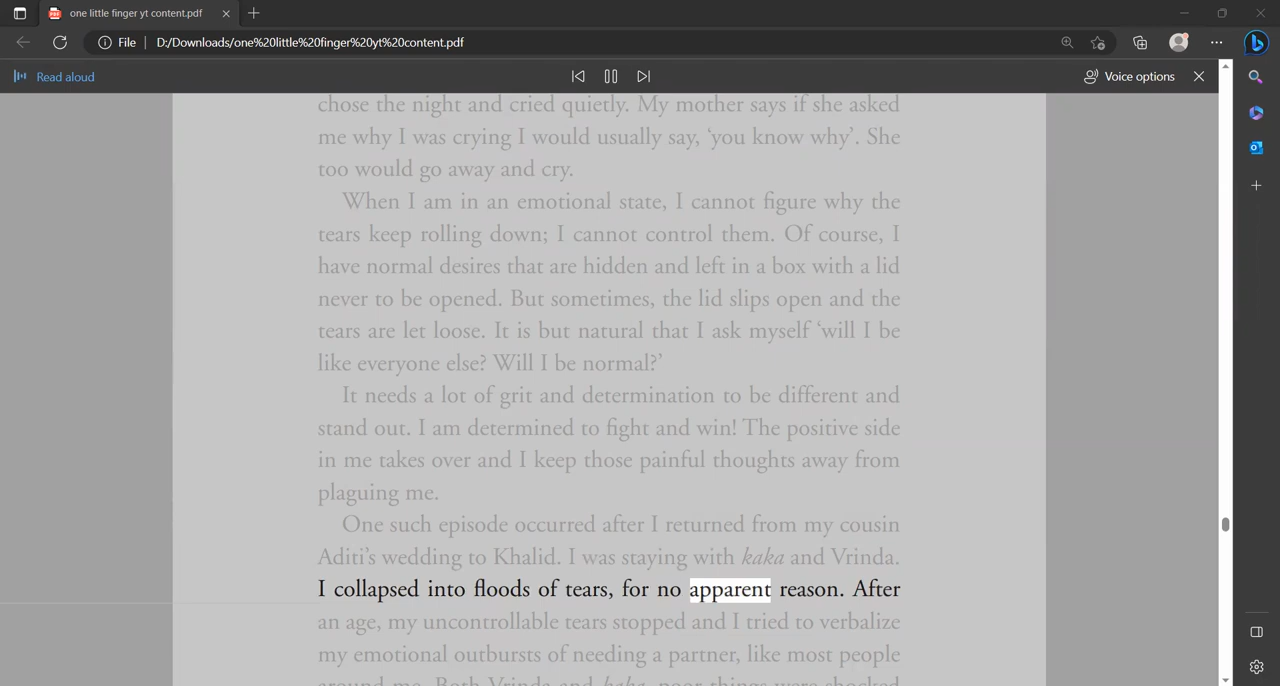 one little finger yt content.pdf
File
D:/Downloads/one%20little%20finger%20yt%20content.pdf
Read aloud
Voice options
chose the night and cried quietly. My mother says if she asked
me why I was crying I would usually say, ‘you know why’. She
too would go away and cry.
When I am in an emotional state, I cannot figure why the
tears keep rolling down; I cannot control them. Of course, I
have normal desires that are hidden and left in a box with a lid
never to be opened. But sometimes, the lid slips open and the
tears are let loose. It is but natural that I ask myself ‘will I be
like everyone else? Will I be normal?’
It needs a lot of grit and determination to be different and
stand out. I am determined to fight and win! The positive side
in me takes over and I keep those painful thoughts away from
plaguing me.
One such episode occurred after I returned from my cousin
Aditi’s wedding to Khalid. I was staying with kaka and Vrinda.
I collapsed into floods of tears, for no apparent reason. After
an age, my uncontrollable tears stopped and I tried to verbalize
my emotional outbursts of needing a partner, like most people
around me. Both Vrinda and kaka, poor things were shocked